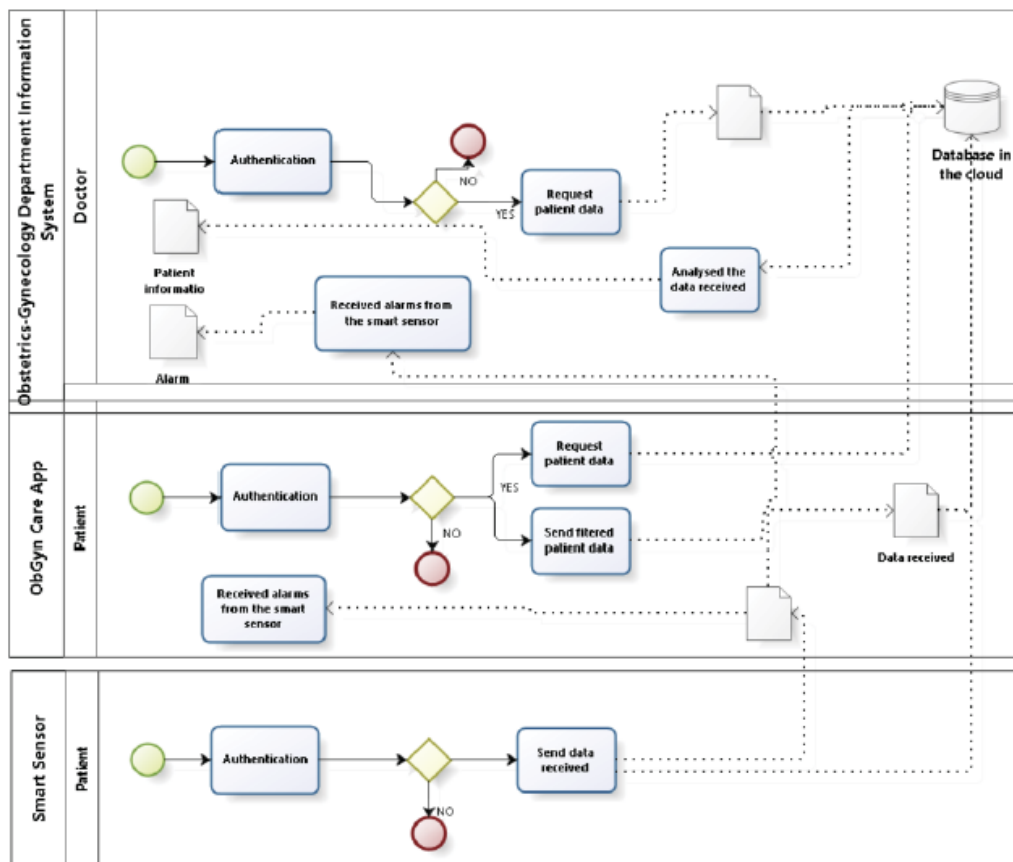 Obstetrics-Gynecology Department Information
System
Doctor
Authentication
NO
YES
Request
patient data
Database in
the cloud
Patient
informatio
Analysed the
data received
Received alarms from
the smart sensor
Alarm
ObGyn Care App
Patient
Authentication
YES
NO
Request
patient data
Send filtered
patient data
Data received
Received alarms
from the smart
sensor
Smart Sensor
Patient
Authentication
NO
Send data
received